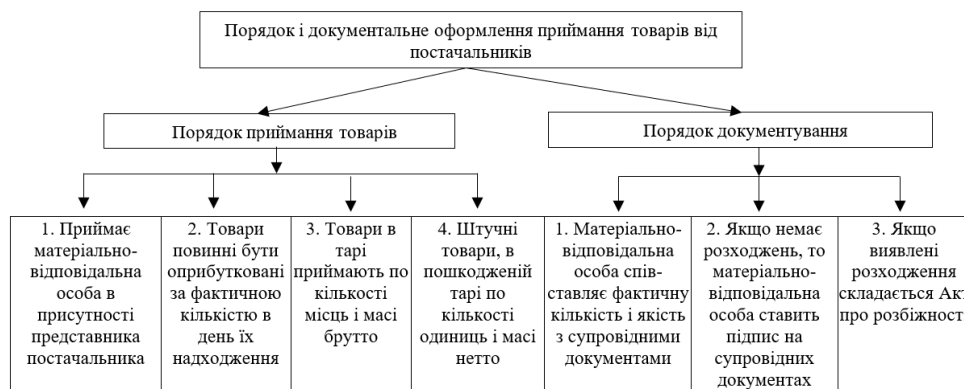 Порядок і документальне оформлення приймання товарів від
постачальників
Порядок приймання товарів
Порядок документування
1. Приймає
матеріально-
відповідальна
особа в
присутності
представника
постачальника
2. Товари
повинні бути
оприбутковані
за фактичною
кількістю в
день їх
надходження
3. Товари в
тарі
приймають по
кількості
місць і масі
брутто
4. Штучні
товари, в
пошкодженій
тарі по
кількості
одиниць і масі
нетто
1. Матеріально-
відповідальна
особа спів-
ставляє фактичну
кількість і якість
з супровідними
документами
2. Якщо немає
розходжень, то
матеріально-
відповідальна
особа ставить
підпис на
супровідних
документах
3. Якщо
виявлені
розходження
складається Акт
про розбіжност